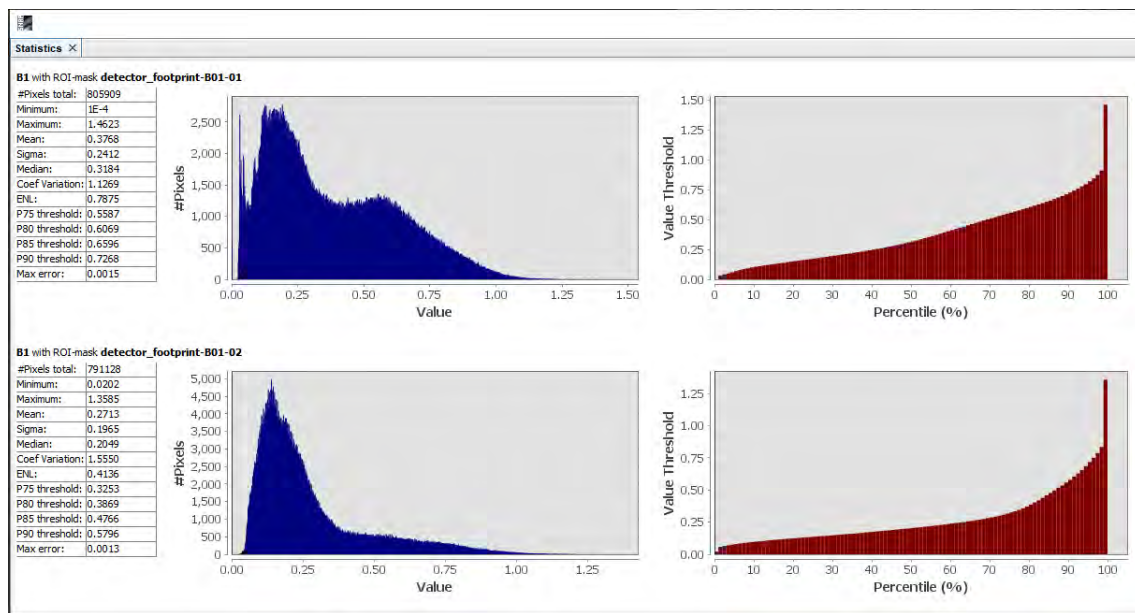 Statistics ×
B1 with ROI-mask detector_footprint-B01-01
#Pixels total: 805909
Minimum: 1E-4
Maximum: 1.4623
Mean: 0.3768
Sigma: 0.2412
Median: 0.3184
Coef Variation: 1.1269
ENL: 0.7875
P75 threshold: 0.5587
P80 threshold: 0.6069
P85 threshold: 0.6596
P90 threshold: 0.7268
Max error: 0.0015
#Pixels
2,500
2,000
1,500
1,000
500
0
0.00 0.25 0.50 0.75 1.00 1.25 1.50
Value
Value Threshold
1.50
1.25
1.00
0.75
0.50
0.25
0.00
0 10 20 30 40 50 60 70 80 90 100
Percentile (%)
B1 with ROI-mask detector_footprint-B01-02
#Pixels total: 791128
Minimum: 0.0202
Maximum: 1.3585
Mean: 0.2713
Sigma: 0.1965
Median: 0.2049
Coef Variation: 1.5550
ENL: 0.4136
P75 threshold: 0.3253
P80 threshold: 0.3869
P85 threshold: 0.4766
P90 threshold: 0.5796
Max error: 0.0013
#Pixels
5,000
4,500
4,000
3,500
3,000
2,500
2,000
1,500
1,000
500
0
0.00 0.25 0.50 0.75 1.00 1.25
Value
Value Threshold
1.25
1.00
0.75
0.50
0.25
0.00
0 10 20 30 40 50 60 70 80 90 100
Percentile (%)